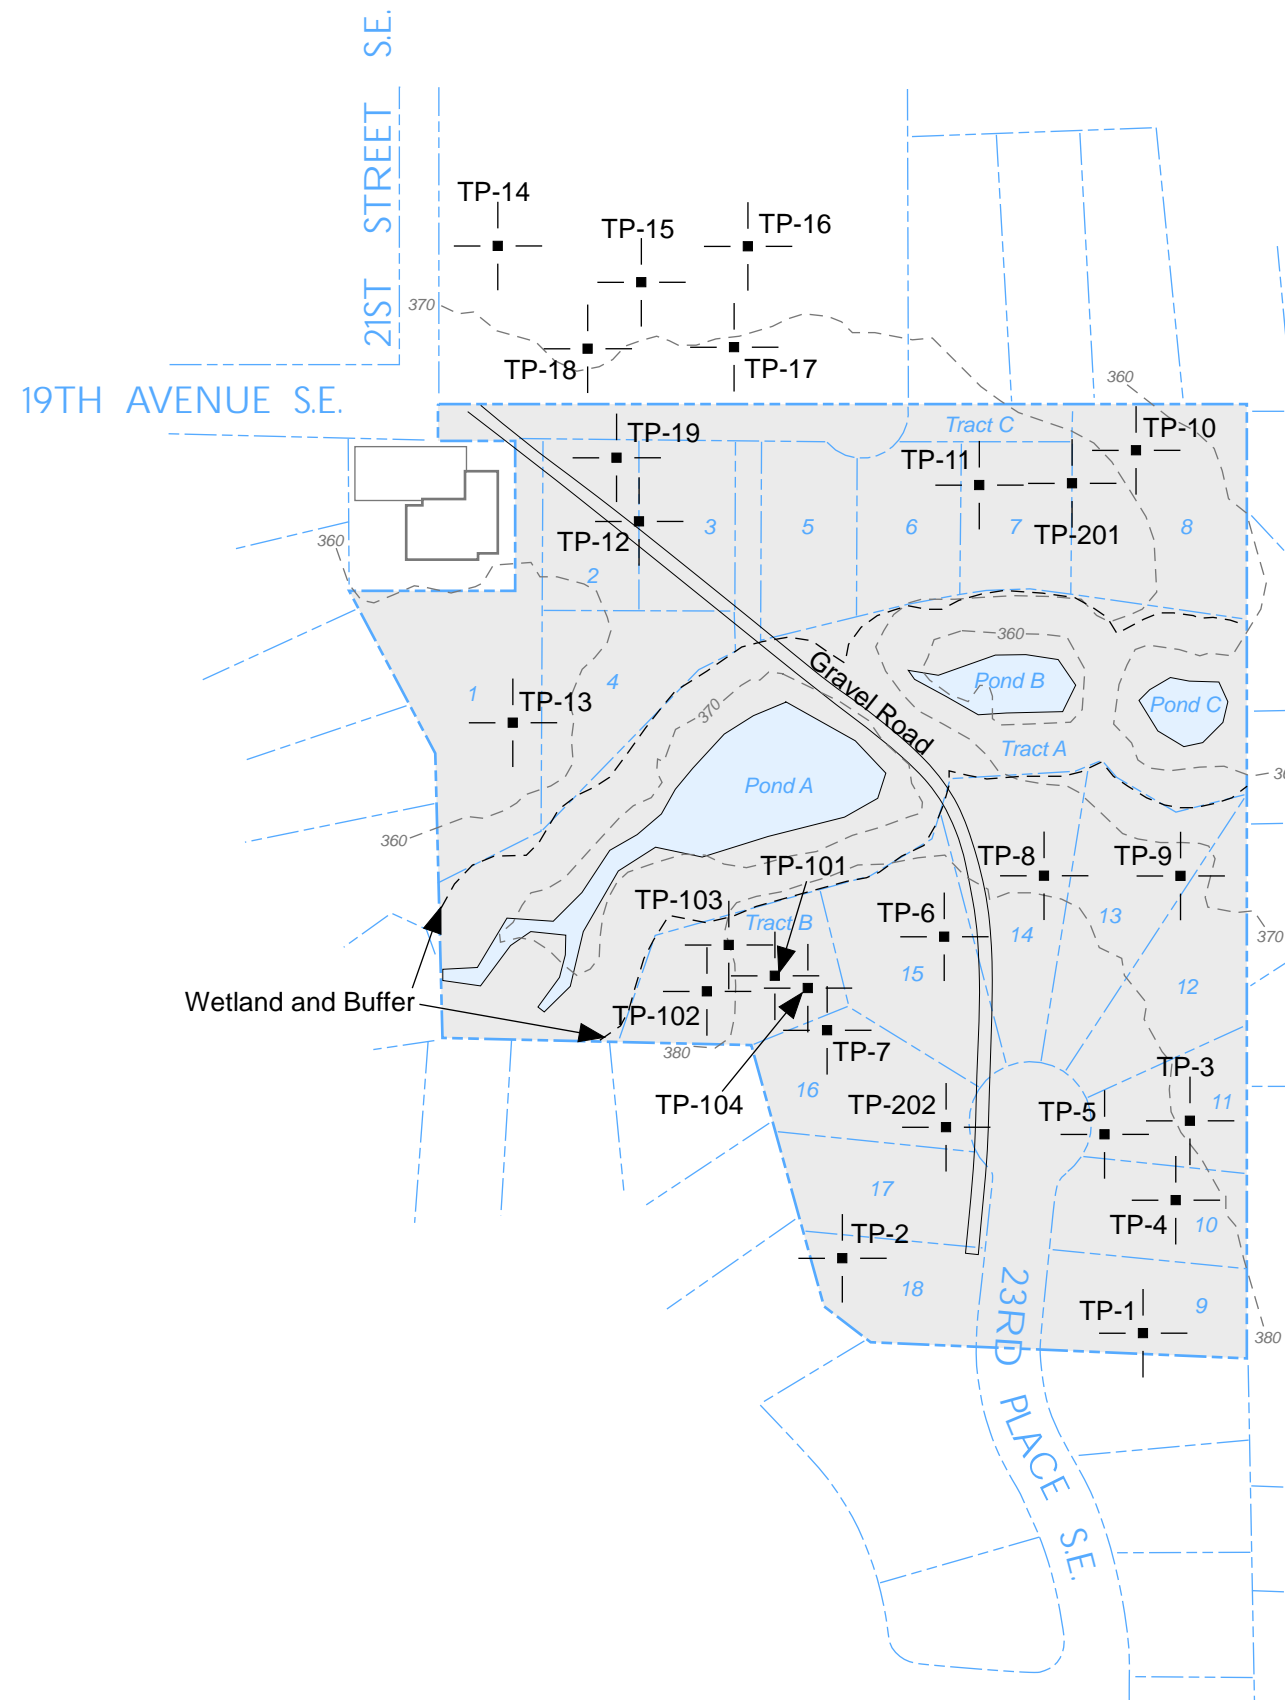 21ST STREET S.E.
TP-14
TP-15
TP-16
370
TP-18
TP-17
19TH AVENUE S.E.
360
Tract C
TP-19
TP-11
TP-10
TP-12
3
5
6
7
TP-201
8
360
2
360
Gravel Road
Pond B
Pond C
1
TP-13
4
370
Tract A
Pond A
360
TP-101
TP-8
TP-9
TP-103
Tract B
TP-6
14
13
370
15
12
Wetland and Buffer
TP-102
TP-7
380
TP-3
16
TP-104
TP-202
TP-5
11
17
TP-4
10
TP-2
18
9
TP-1
380
23RD PLACE S.E.